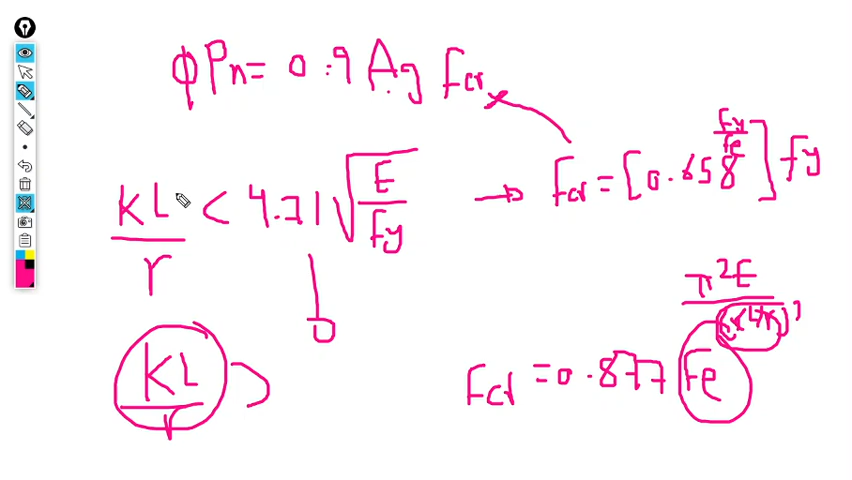 φPn = 0.9 Ag Fcr
KL/r < 4.71 √(E/Fy) → Fcr = [0.658^(Fy/Fe)] fy
KL/r >
Fcr = 0.877 Fe
π²E/(K L/r)²